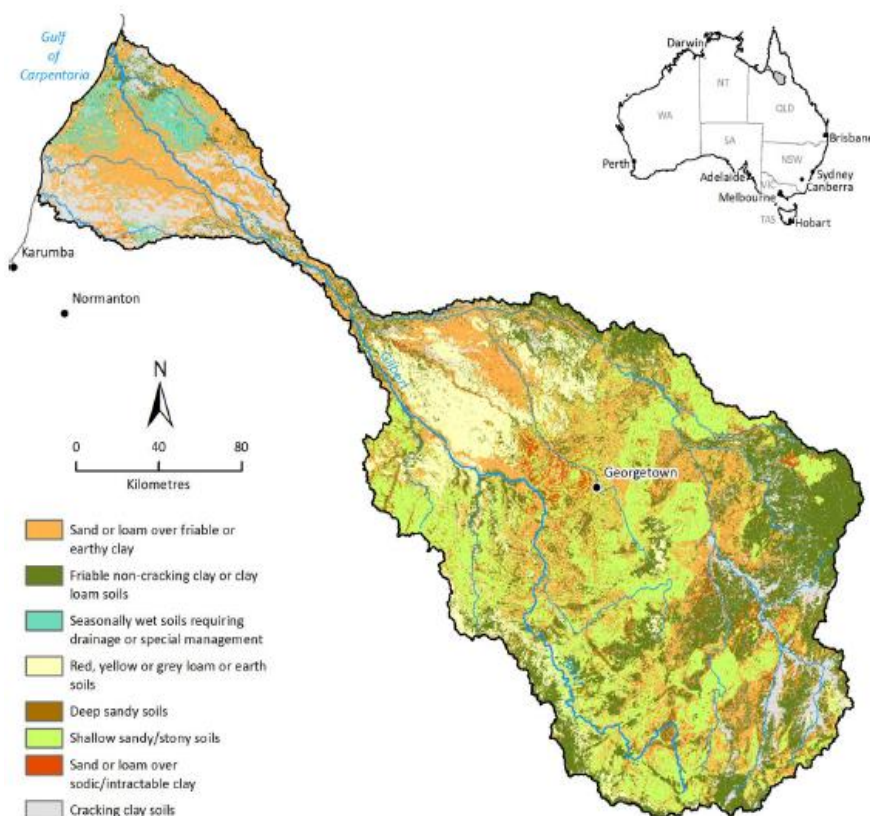 Gulf
of
Carpentaria
Darwin
NT
QLD
WA
SA
Brisbane
NSW
Perth
Adelaide
Sydney
Canberra
VIC
Melbourne
TAS
Hobart
Karumba
Normanton
Gilbert
N
0 40 80
Kilometres
Georgetown
Sand or loam over friable or
earthy clay
Friable non-cracking clay or clay
loam soils
Seasonally wet soils requiring
drainage or special management
Red, yellow or grey loam or earth
soils
Deep sandy soils
Shallow sandy/stony soils
Sand or loam over
sodic/intractable clay
Cracking clay soils